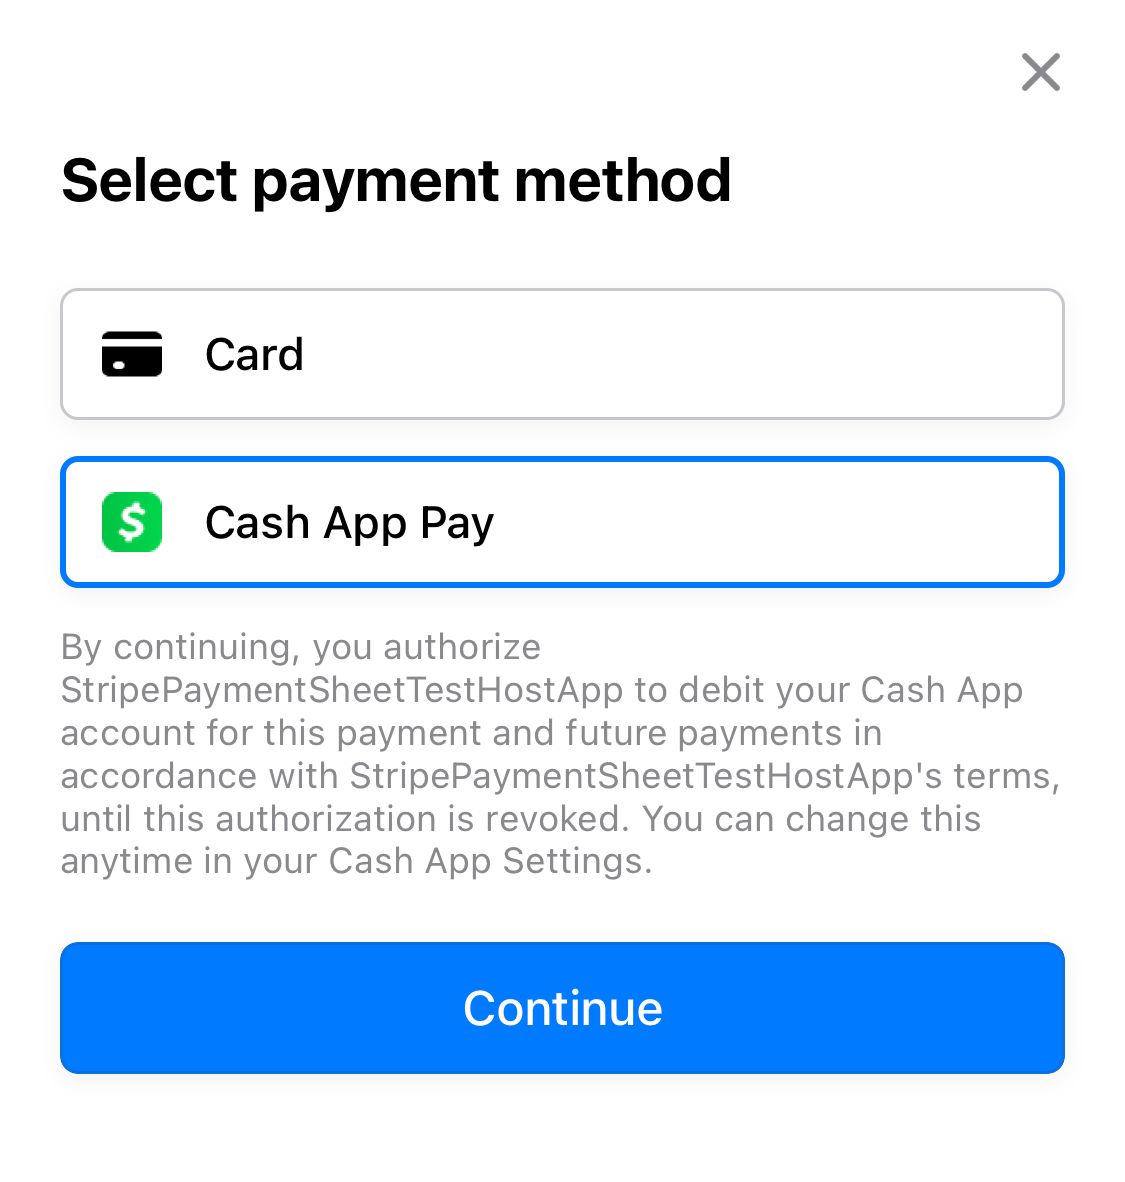 Select payment method
Card
Cash App Pay
By continuing, you authorize
StripePaymentSheetTestHostApp to debit your Cash App
account for this payment and future payments in
accordance with StripePaymentSheetTestHostApp's terms,
until this authorization is revoked. You can change this
anytime in your Cash App Settings.
Continue